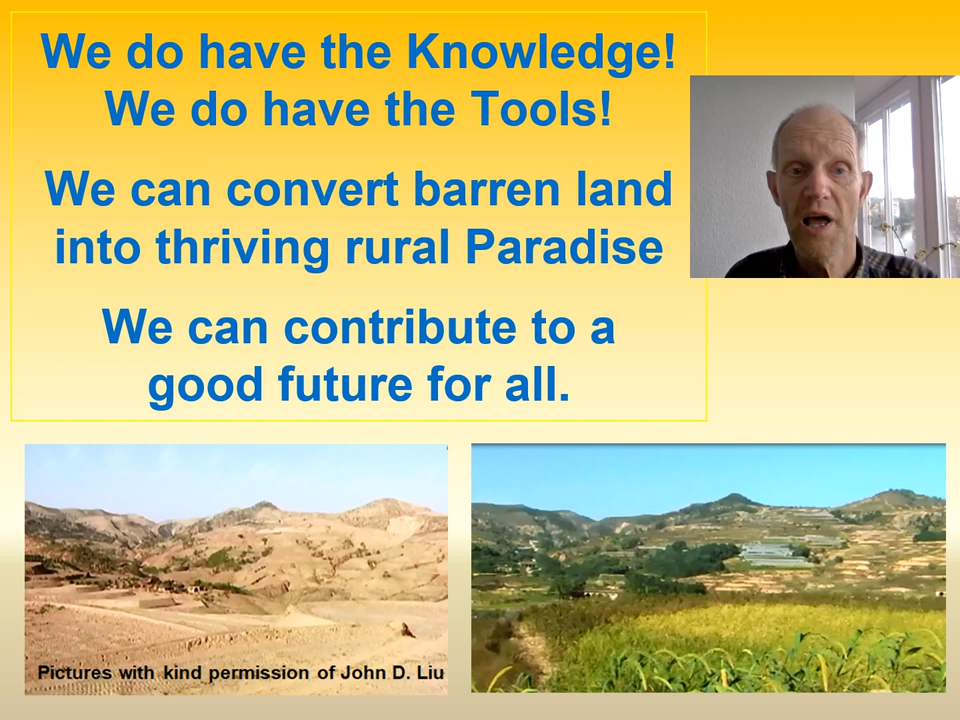 We do have the Knowledge!
We do have the Tools!
We can convert barren land
into thriving rural Paradise
We can contribute to a
good future for all.
Pictures with kind permission of John D. Liu